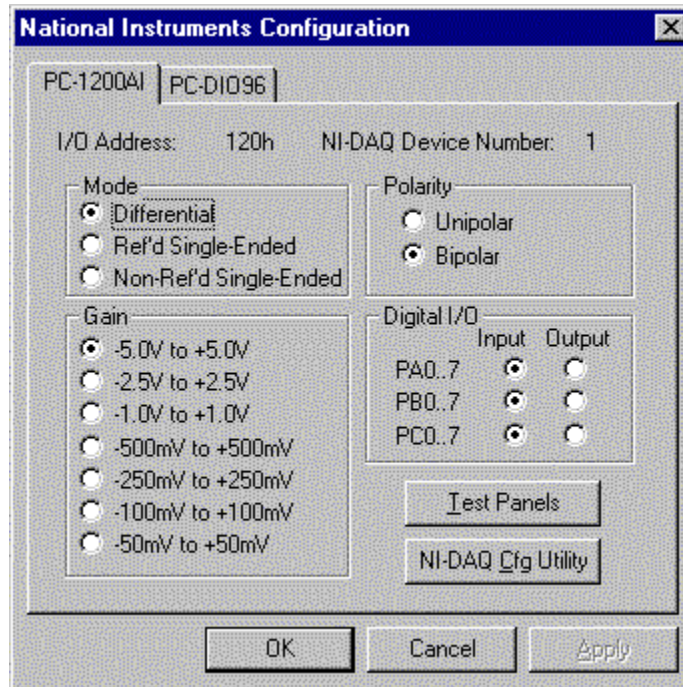 National Instruments Configuration
PC-1200AI PC-DIO96
I/O Address: 120h NI-DAQ Device Number: 1
Mode
Differential
Ref'd Single-Ended
Non-Ref'd Single-Ended
Polarity
Unipolar
Bipolar
Gain
-5.0V to +5.0V
-2.5V to +2.5V
-1.0V to +1.0V
-500mV to +500mV
-250mV to +250mV
-100mV to +100mV
-50mV to +50mV
Digital I/O
Input Output
PA0..7
PB0..7
PC0..7
Test Panels
NI-DAQ Cfg Utility
OK Cancel Apply